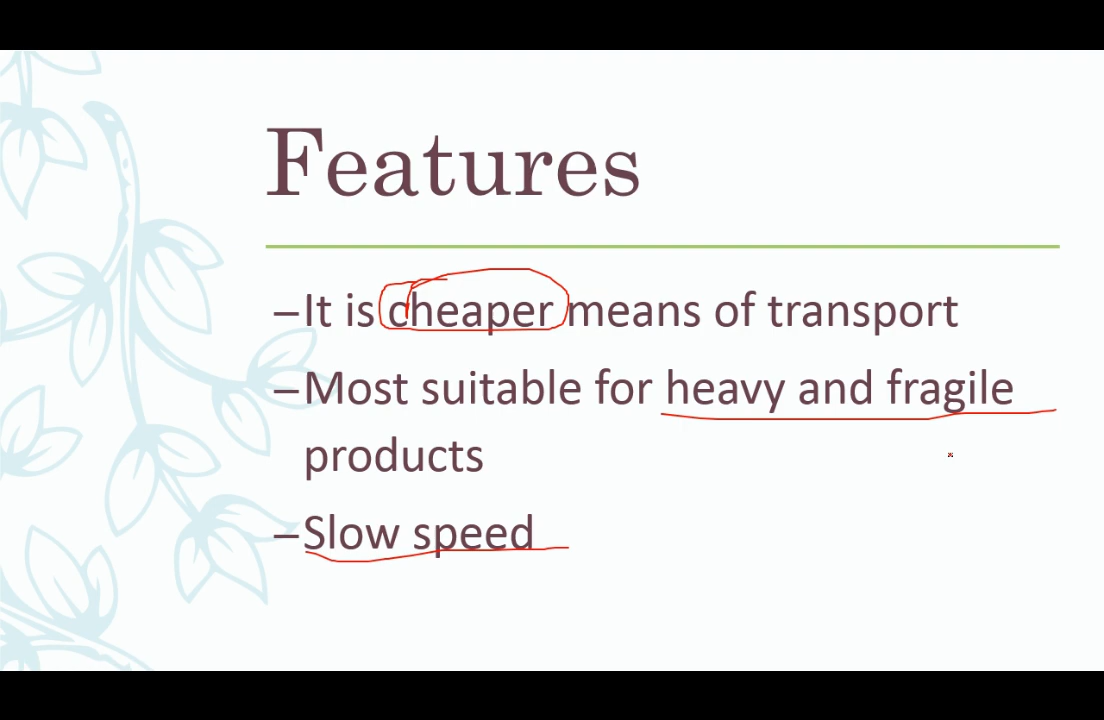 Features
–It is cheaper means of transport
–Most suitable for heavy and fragile
products
–Slow speed